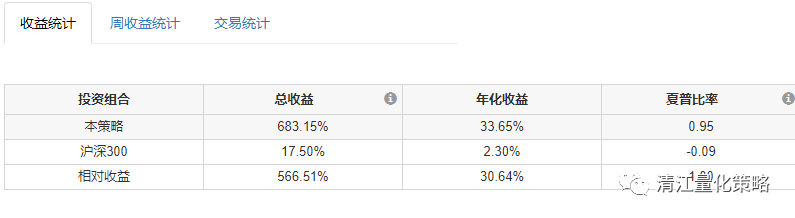 收益统计 周收益统计 交易统计
投资组合 总收益 年化收益 夏普比率
本策略 683.15% 33.65% 0.95
沪深300 17.50% 2.30% -0.09
相对收益 566.51% 30.64%
清江量化策略